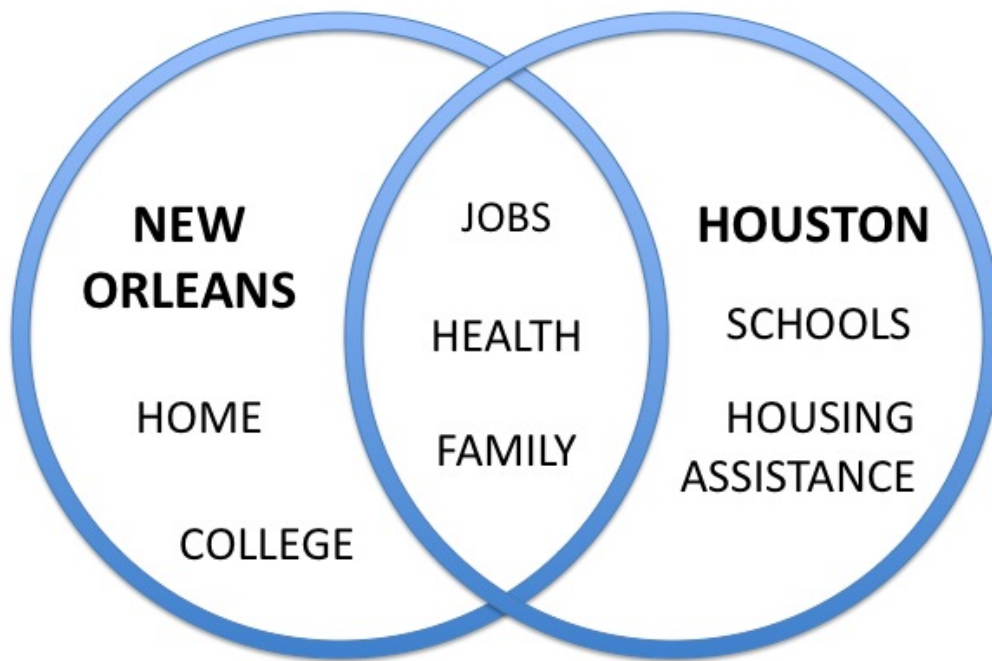 NEW
ORLEANS
HOME
COLLEGE
JOBS
HEALTH
FAMILY
HOUSTON
SCHOOLS
HOUSING
ASSISTANCE